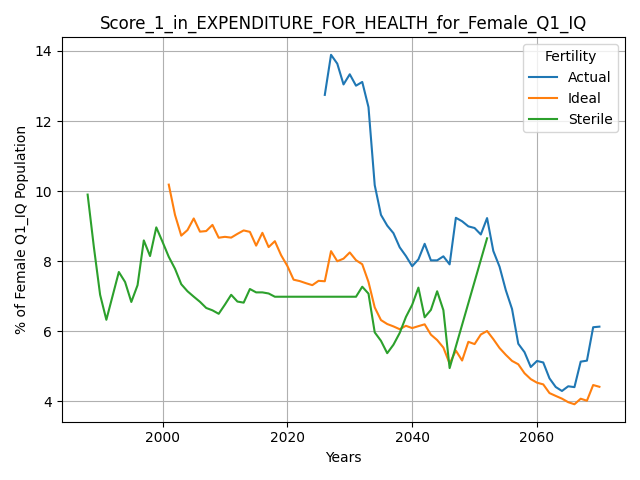 Score_1_in_EXPENDITURE_FOR_HEALTH_for_Female_Q1_IQ
Fertility
Actual
Ideal
Sterile
% of Female Q1_IQ Population
14
12
10
8
6
4
2000
2020
2040
2060
Years